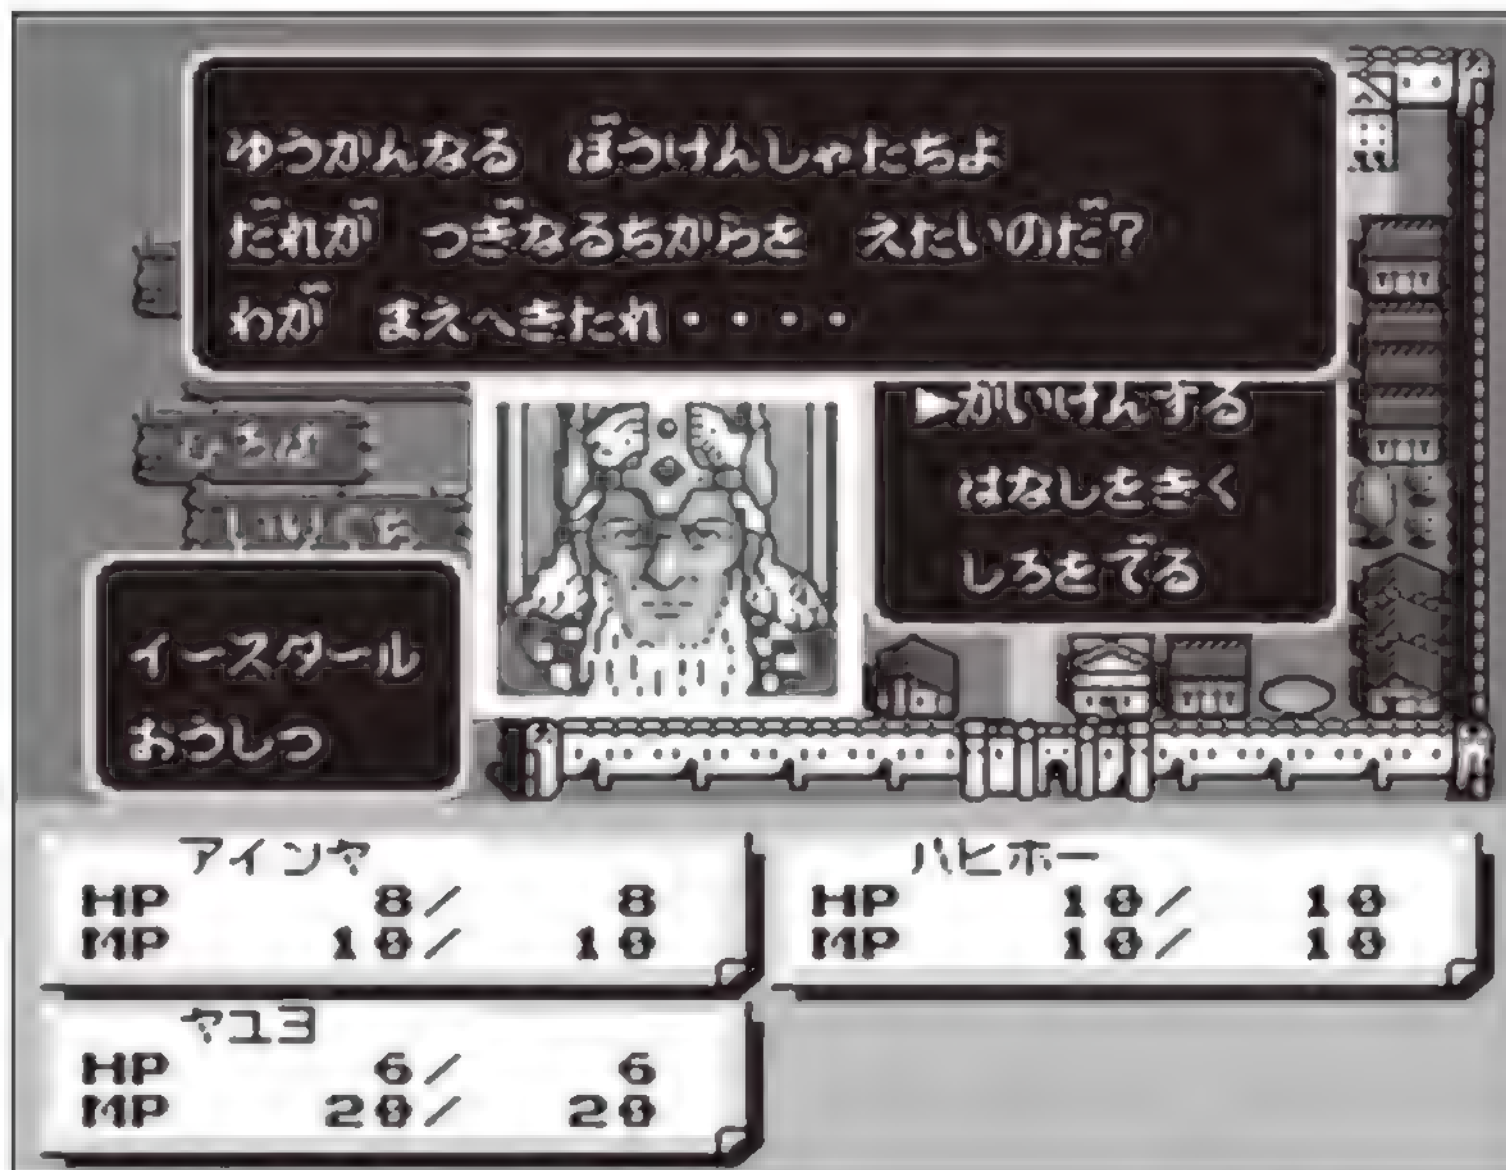 ゆうかんなる ぼうけんしゃたちよ
だれが つぎなるちからを えたいのだ?
わが まえへきたれ・・・・
▶かいけんする
はなしをきく
しろをでる
ひろば
イースタール
おうしつ
アインヤ
HP 8/ 8
MP 10/ 10
ハヒホー
HP 10/ 10
MP 10/ 10
ヤユヨ
HP 6/ 6
MP 20/ 20